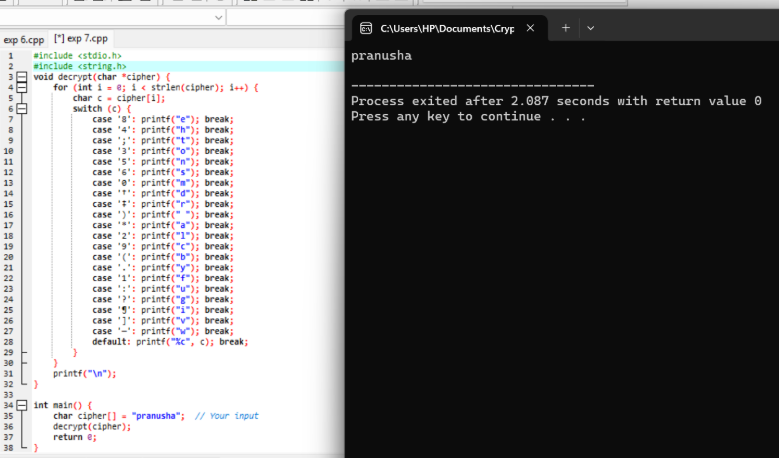 exp 6.cpp [*] exp 7.cpp
1 #include <stdio.h>
2 #include <string.h>
3 void decrypt(char *cipher) {
4 for (int i = 0; i < strlen(cipher); i++) {
5 char c = cipher[i];
6 switch (c) {
7 case '8': printf("e"); break;
8 case '4': printf("h"); break;
9 case ';': printf("t"); break;
10 case '3': printf("o"); break;
11 case '5': printf("n"); break;
12 case '6': printf("s"); break;
13 case '0': printf("m"); break;
14 case '†': printf("d"); break;
15 case '‡': printf("r"); break;
16 case ')': printf(" "); break;
17 case '*': printf("a"); break;
18 case '2': printf("l"); break;
19 case '9': printf("c"); break;
20 case '(': printf("b"); break;
21 case '.': printf("y"); break;
22 case '1': printf("f"); break;
23 case ':': printf("u"); break;
24 case '?': printf("g"); break;
25 case '¶': printf("i"); break;
26 case ']': printf("v"); break;
27 case '—': printf("w"); break;
28 default: printf("%c", c); break;
29 }
30 }
31 printf("\n");
32 }
33
34 int main() {
35 char cipher[] = "pranusha"; // Your input
36 decrypt(cipher);
37 return 0;
38 }
C:\Users\HP\Documents\Cryp
pranusha
--------------------------------
Process exited after 2.087 seconds with return value 0
Press any key to continue . . .